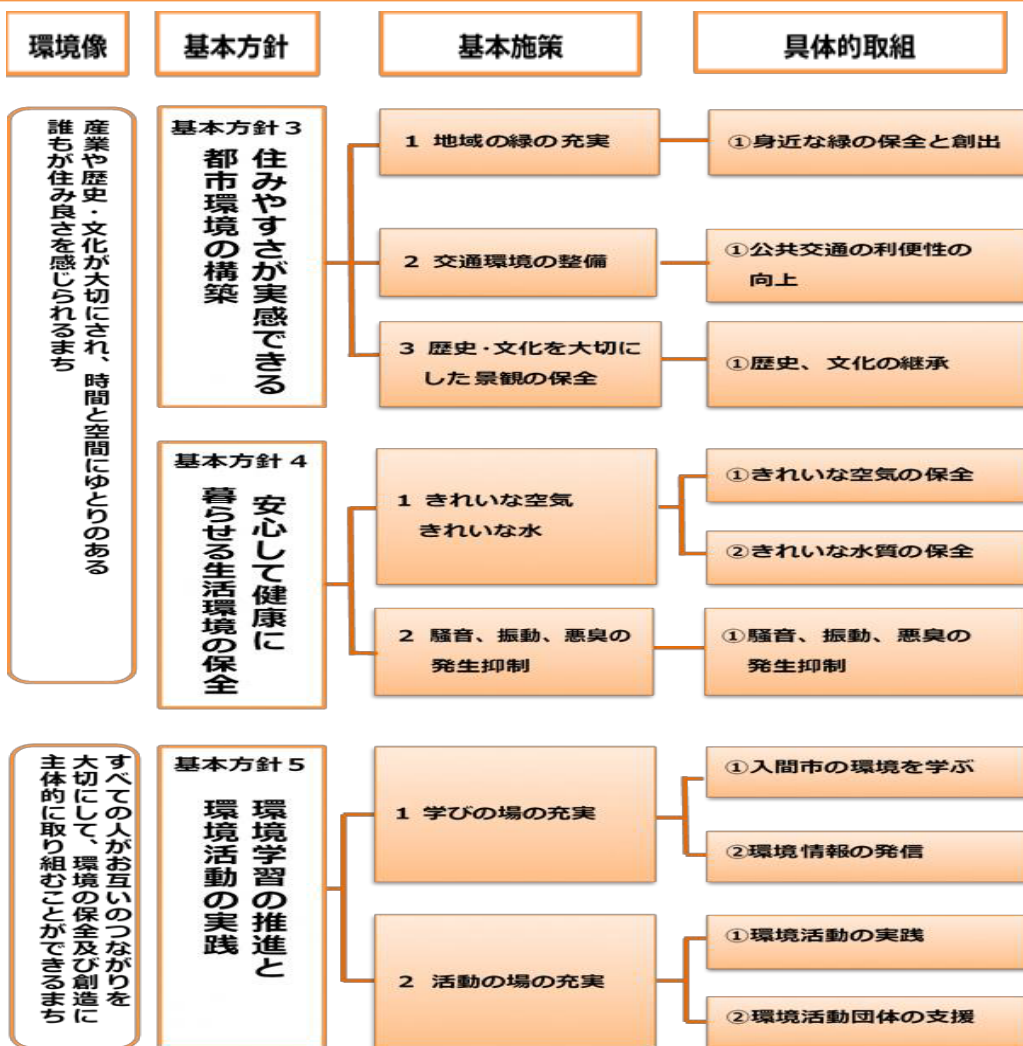 環境像
基本方針
基本施策
具体的取組
産業や歴史・文化が大切にされ、時間と空間にゆとりのある
誰もが住み良さを感じられるまち
基本方針3
住みやすさが実感できる
都市環境の構築
1 地域の緑の充実
①身近な緑の保全と創出
2 交通環境の整備
①公共交通の利便性の
向上
3 歴史・文化を大切に
した景観の保全
①歴史、文化の継承
基本方針4
安心して健康に
暮らせる生活環境の保全
1 きれいな空気
きれいな水
①きれいな空気の保全
②きれいな水質の保全
2 騒音、振動、悪臭の
発生抑制
①騒音、振動、悪臭の
発生抑制
すべての人がお互いのつながりを
大切にして、環境の保全及び創造に
主体的に取り組むことができるまち
基本方針5
環境学習の推進と
環境活動の実践
1 学びの場の充実
①入間市の環境を学ぶ
②環境情報の発信
2 活動の場の充実
①環境活動の実践
②環境活動団体の支援